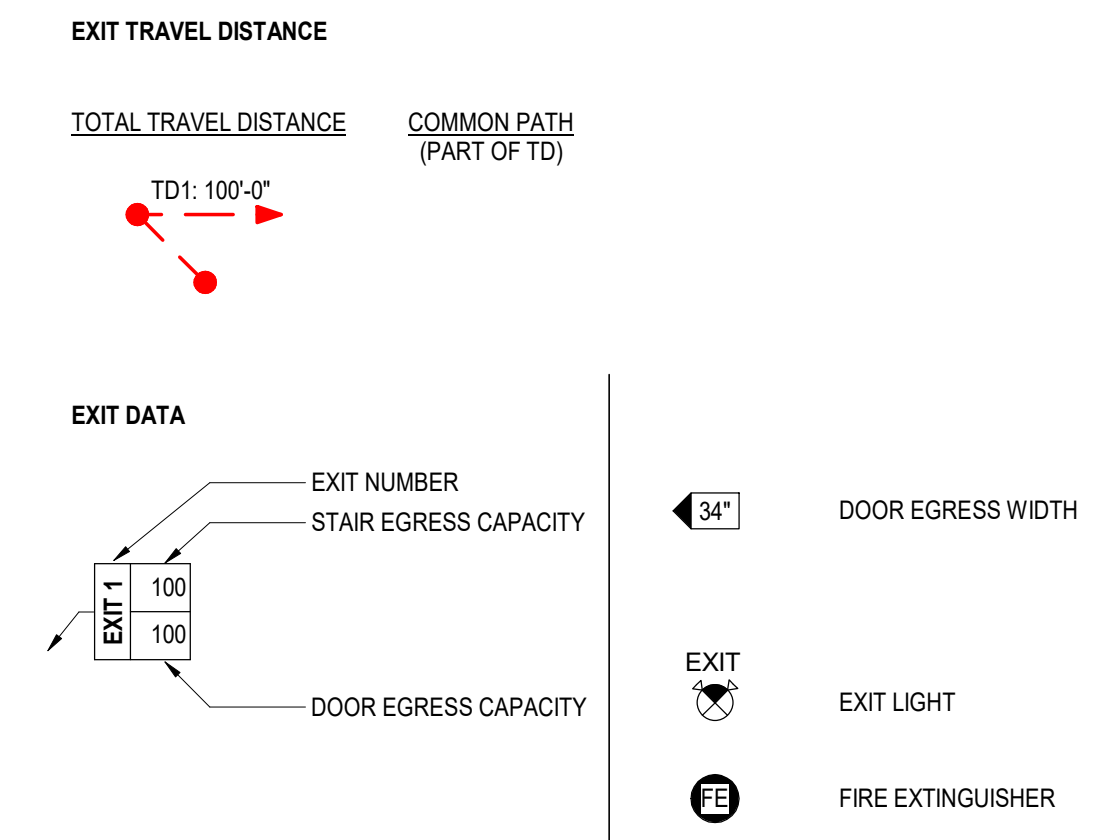 EXIT TRAVEL DISTANCE
TOTAL TRAVEL DISTANCE
COMMON PATH
(PART OF TD)
TD1: 100'-0"
EXIT DATA
EXIT NUMBER
STAIR EGRESS CAPACITY
EXIT 1
100
100
DOOR EGRESS CAPACITY
34"
DOOR EGRESS WIDTH
EXIT
EXIT LIGHT
FE
FIRE EXTINGUISHER